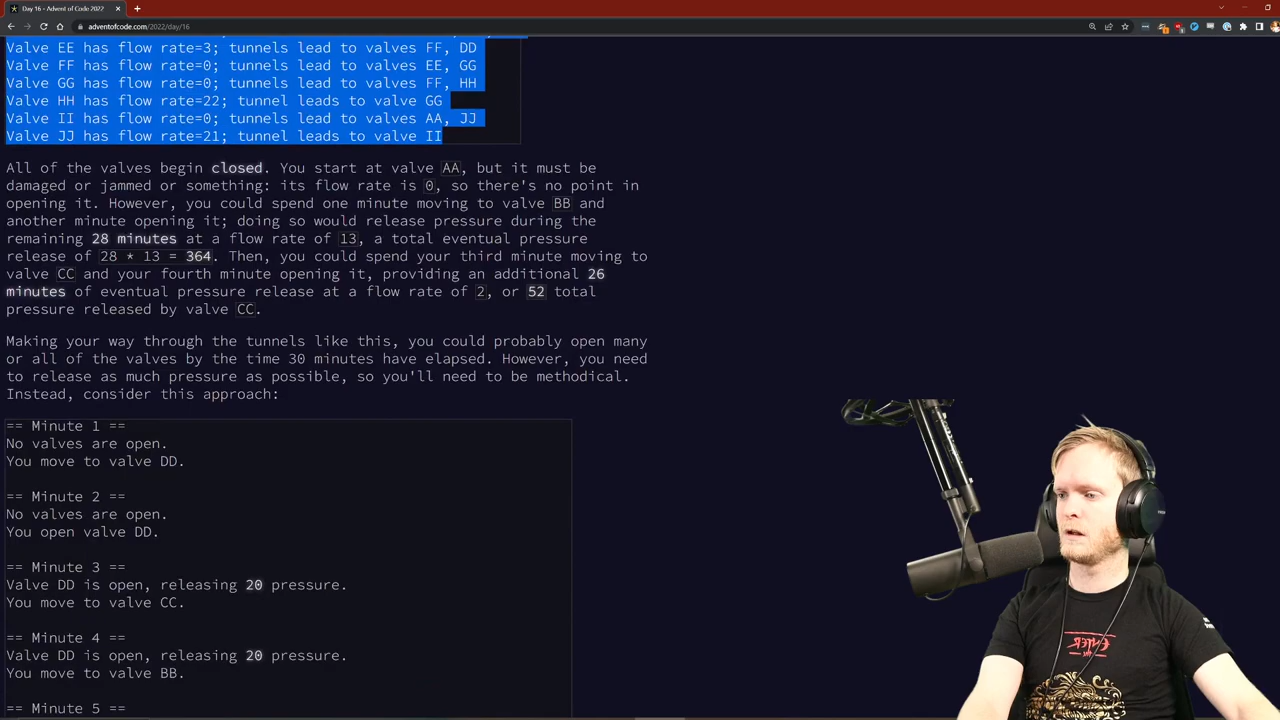 Day 16 - Advent of Code 2022
adventofcode.com/2022/day/16
Valve EE has flow rate=3; tunnels lead to valves FF, DD
Valve FF has flow rate=0; tunnels lead to valves EE, GG
Valve GG has flow rate=0; tunnels lead to valves FF, HH
Valve HH has flow rate=22; tunnel leads to valve GG
Valve II has flow rate=0; tunnels lead to valves AA, JJ
Valve JJ has flow rate=21; tunnel leads to valve II
All of the valves begin closed. You start at valve AA, but it must be
damaged or jammed or something: its flow rate is 0, so there's no point in
opening it. However, you could spend one minute moving to valve BB and
another minute opening it; doing so would release pressure during the
remaining 28 minutes at a flow rate of 13, a total eventual pressure
release of 28 * 13 = 364. Then, you could spend your third minute moving to
valve CC and your fourth minute opening it, providing an additional 26
minutes of eventual pressure release at a flow rate of 2, or 52 total
pressure released by valve CC.
Making your way through the tunnels like this, you could probably open many
or all of the valves by the time 30 minutes have elapsed. However, you need
to release as much pressure as possible, so you'll need to be methodical.
Instead, consider this approach:
== Minute 1 ==
No valves are open.
You move to valve DD.
== Minute 2 ==
No valves are open.
You open valve DD.
== Minute 3 ==
Valve DD is open, releasing 20 pressure.
You move to valve CC.
== Minute 4 ==
Valve DD is open, releasing 20 pressure.
You move to valve BB.
== Minute 5 ==